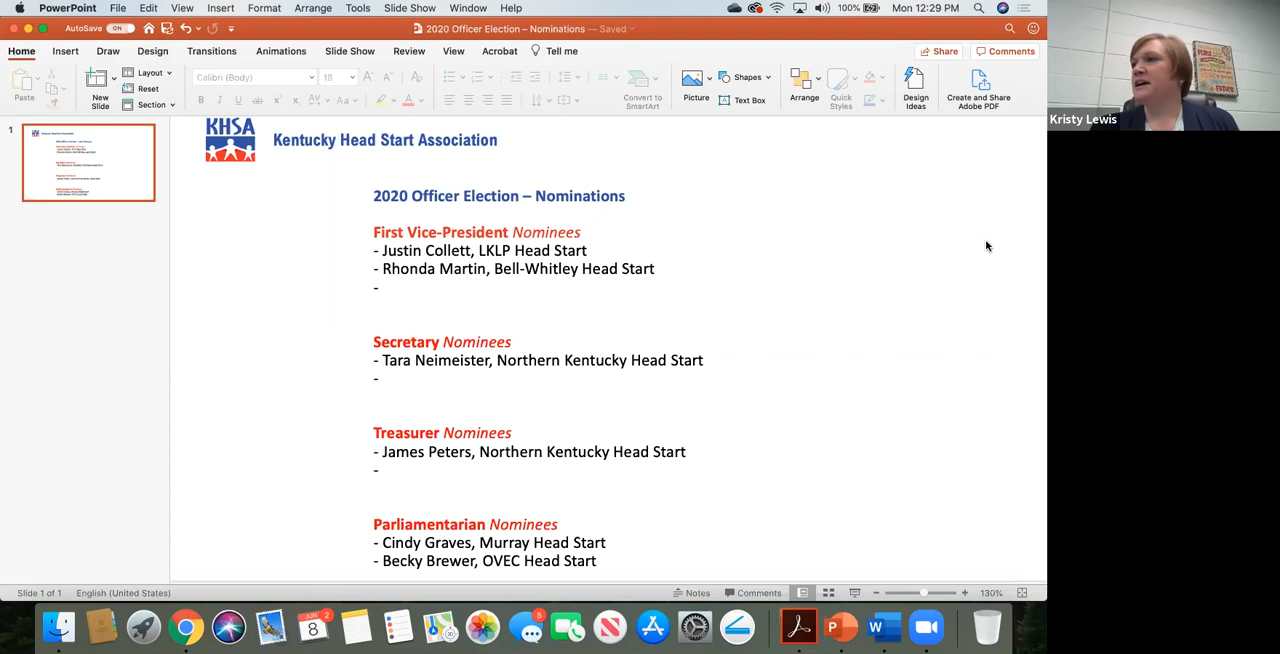 PowerPoint File Edit View Insert Format Arrange Tools Slide Show Window Help 100% Mon 12:29 PM
AutoSave ON 2020 Officer Election – Nominations — Saved
Home Insert Draw Design Transitions Animations Slide Show Review View Acrobat Tell me Share Comments
Paste New Slide Layout Reset Section Calibri (Body) 18 Convert to SmartArt Picture Shapes Text Box Arrange Quick Styles Design Ideas Create and Share Adobe PDF
Kristy Lewis
1
KHSA
Kentucky Head Start Association
2020 Officer Election – Nominations
First Vice-President Nominees
- Justin Collett, LKLP Head Start
- Rhonda Martin, Bell-Whitley Head Start
-
Secretary Nominees
- Tara Neimeister, Northern Kentucky Head Start
-
Treasurer Nominees
- James Peters, Northern Kentucky Head Start
-
Parliamentarian Nominees
- Cindy Graves, Murray Head Start
- Becky Brewer, OVEC Head Start
Slide 1 of 1 English (United States) Notes Comments 130%
JUN 8 2 5